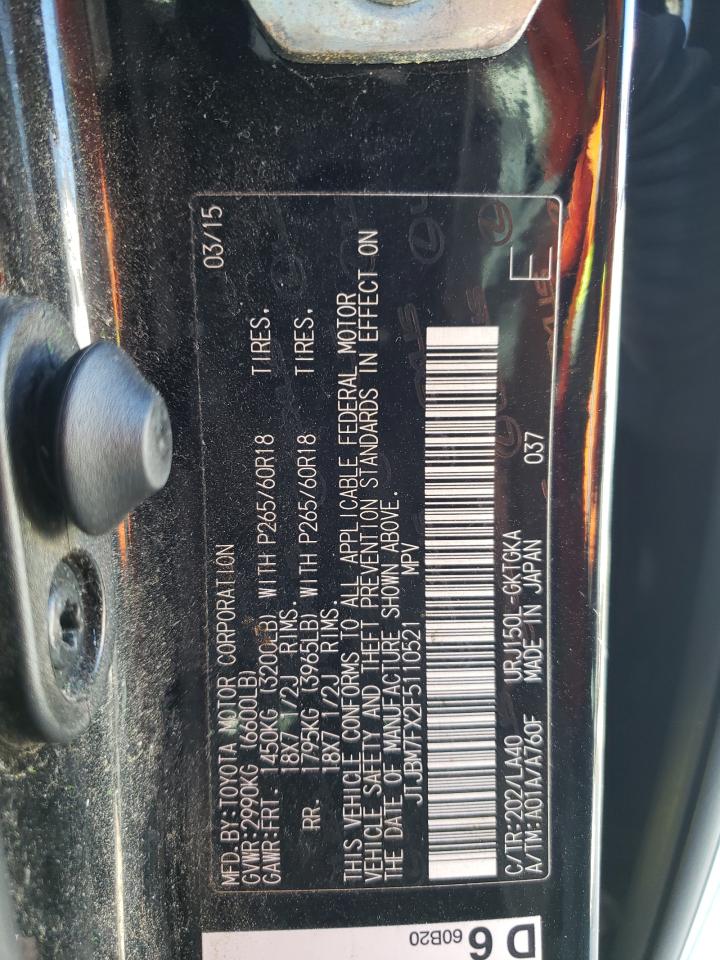 MFD.BY:TOYOTA MOTOR CORPORATION 03/15
GVWR:2990KG (6600LB)
GAWR:FRT. 1450KG (3200LB) WITH P265/60R18 TIRES,
18X7 1/2J RIMS.
RR. 1795KG (3965LB) WITH P265/60R18 TIRES,
18X7 1/2J RIMS.
THIS VEHICLE CONFORMS TO ALL APPLICABLE FEDERAL MOTOR
VEHICLE SAFETY AND THEFT PREVENTION STANDARDS IN EFFECT ON
THE DATE OF MANUFACTURE SHOWN ABOVE.
JTJBM7FX2F5110521 MPV
C/TR:202/LA40 URJ150L-GKTGKA
A/TM:A01A/A760F MADE IN JAPAN 037 E
D 6
60B20